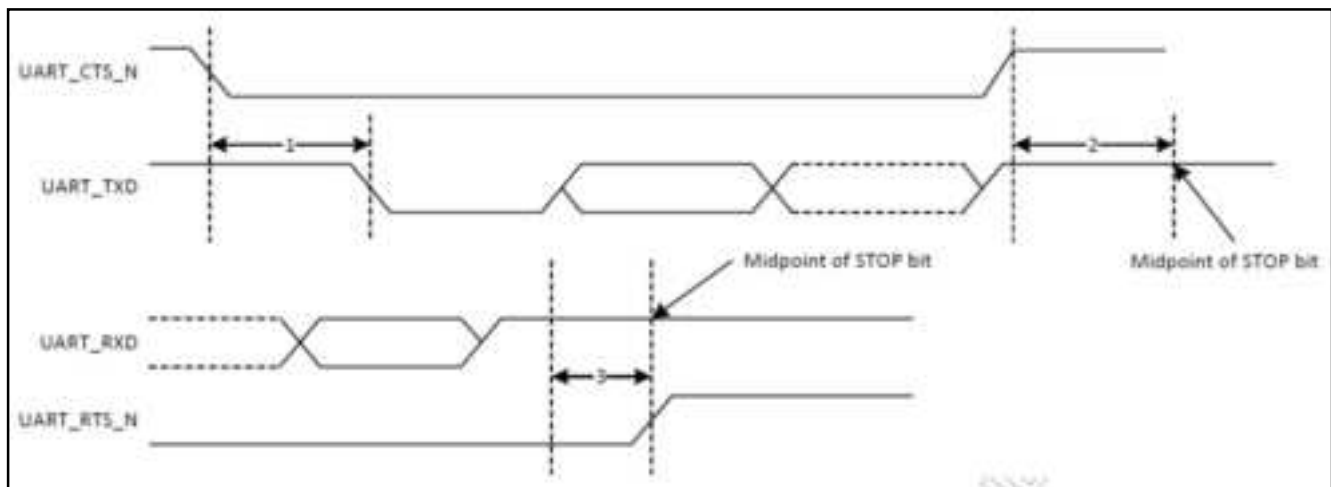 UART_CTS_N
1
2
UART_TXD
Midpoint of STOP bit
Midpoint of STOP bit
UART_RXD
3
UART_RTS_N